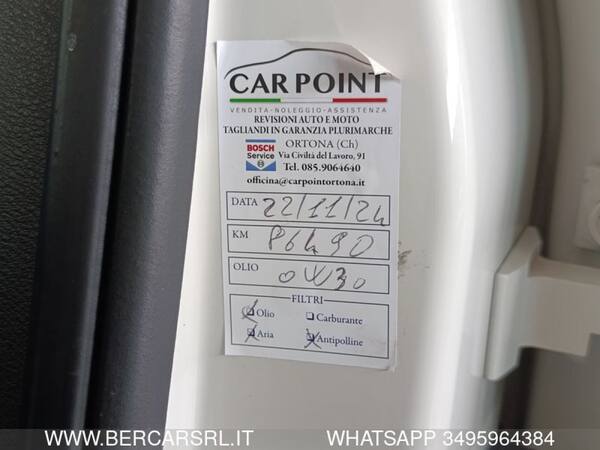 CAR POINT
VENDITA-NOLEGGIO-ASSISTENZA
REVISIONI AUTO E MOTO
TAGLIANDI IN GARANZIA PLURIMARCHE
BOSCH
Service
ORTONA (Ch)
Via Civiltà del Lavoro, 91
Tel. 085.9064640
officina@carpointortona.it
DATA 22/11/24
KM 86490
OLIO 0W30
FILTRI
Olio Carburante
Aria Antipolline
WWW.BERCARSRL.IT WHATSAPP 3495964384